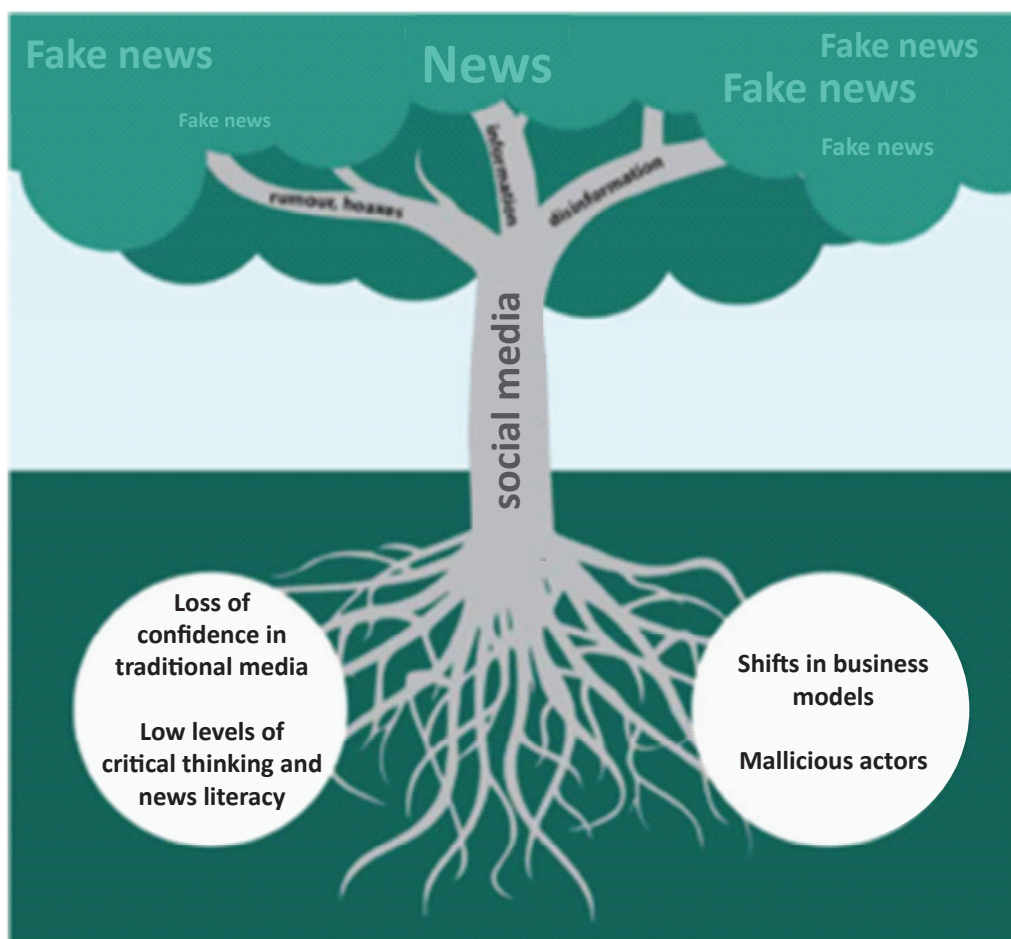 Fake news
News
Fake news
Fake news
Fake news
Fake news
rumour, hoaxes
information
disinformation
social media
Loss of
confidence in
traditional media
Low levels of
critical thinking and
news literacy
Shifts in business
models
Mallicious actors